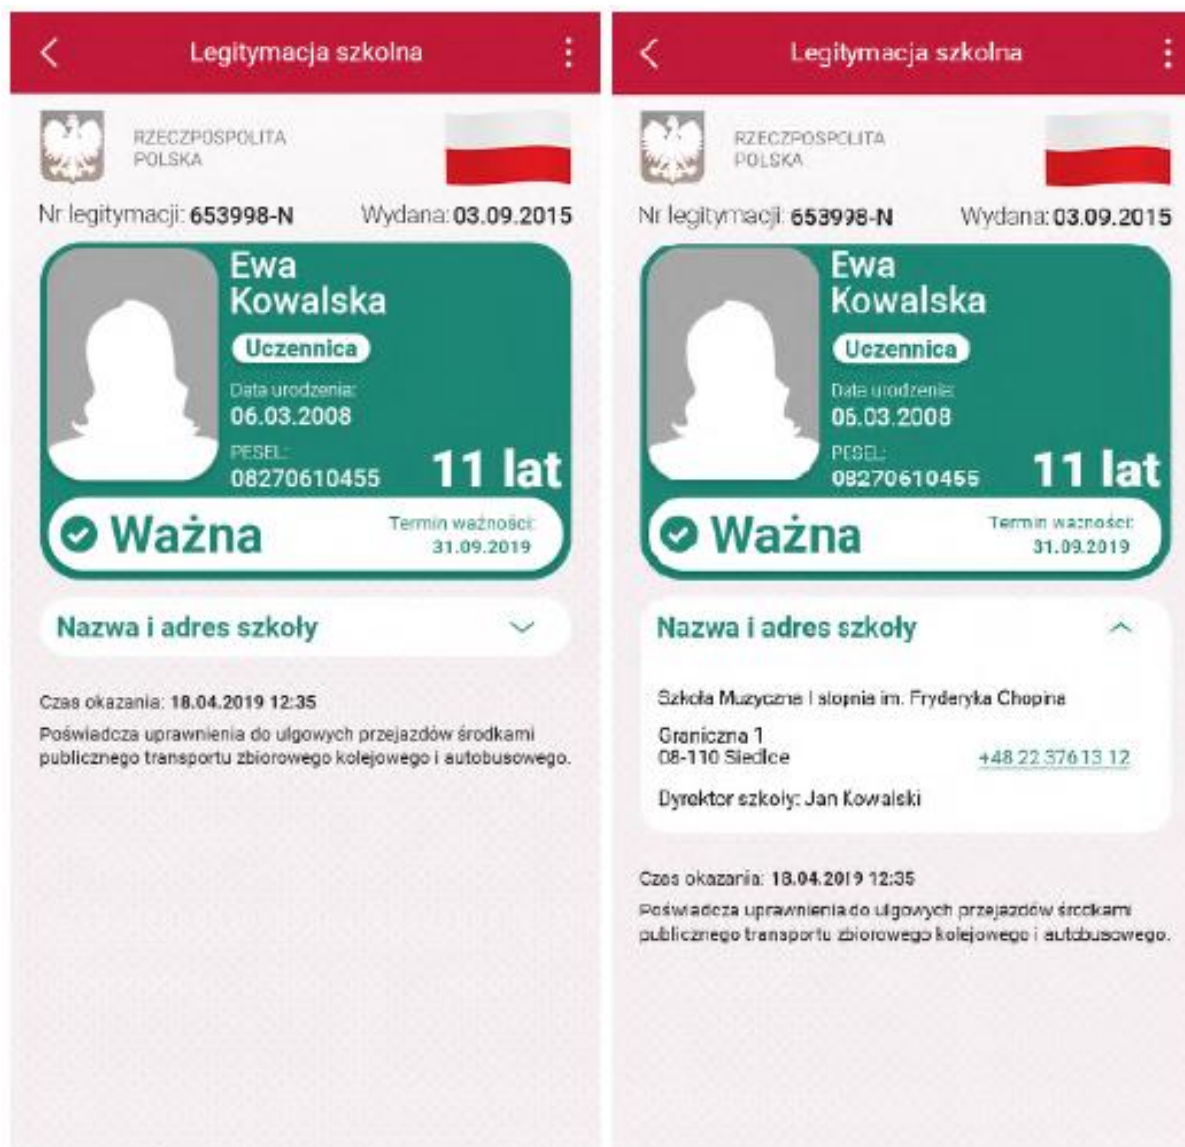 Legitymacja szkolna
RZECZPOSPOLITA
POLSKA
Nr legitymacji: 653998-N Wydana: 03.09.2015
Ewa
Kowalska
Uczennica
Data urodzenia:
06.03.2008
PESEL:
08270610455
11 lat
Ważna
Termin ważności:
31.09.2019
Nazwa i adres szkoły
Czas okazania: 18.04.2019 12:35
Poświadcza uprawnienia do ulgowych przejazdów środkami
publicznego transportu zbiorowego kolejowego i autobusowego.
Legitymacja szkolna
RZECZPOSPOLITA
POLSKA
Nr legitymacji: 653998-N Wydana: 03.09.2015
Ewa
Kowalska
Uczennica
Data urodzenia:
06.03.2008
PESEL:
08270610455
11 lat
Ważna
Termin ważności:
31.09.2019
Nazwa i adres szkoły
Szkoła Muzyczna I stopnia im. Fryderyka Chopina
Graniczna 1
08-110 Siedlce +48 22 376 13 12
Dyrektor szkoły: Jan Kowalski
Czas okazania: 18.04.2019 12:35
Poświadcza uprawnienia do ulgowych przejazdów środkami
publicznego transportu zbiorowego kolejowego i autobusowego.